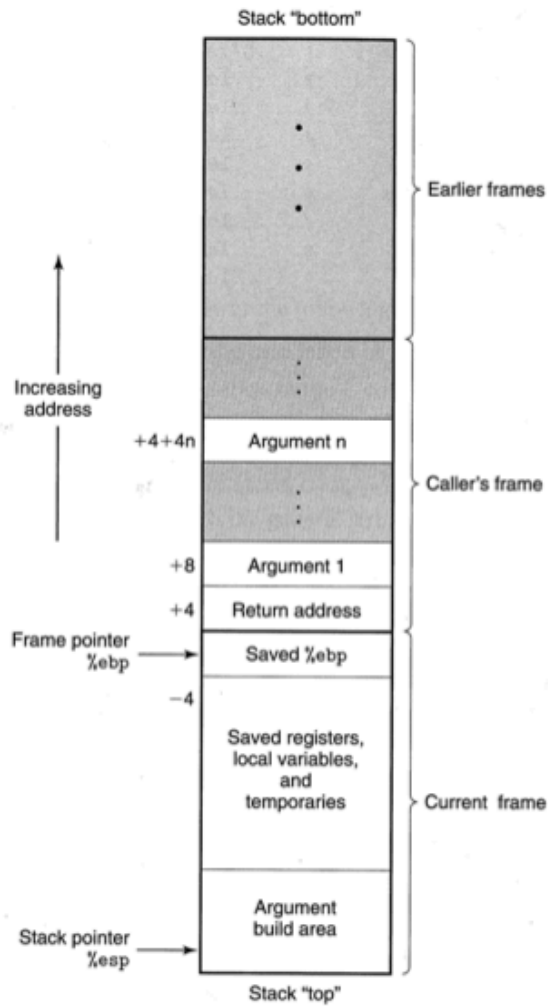 Stack “bottom”
Earlier frames
Increasing
address
+4+4n
Argument n
Caller's frame
+8
Argument 1
+4
Return address
Frame pointer
%ebp
Saved %ebp
−4
Saved registers,
local variables,
and
temporaries
Current frame
Argument
build area
Stack pointer
%esp
Stack “top”